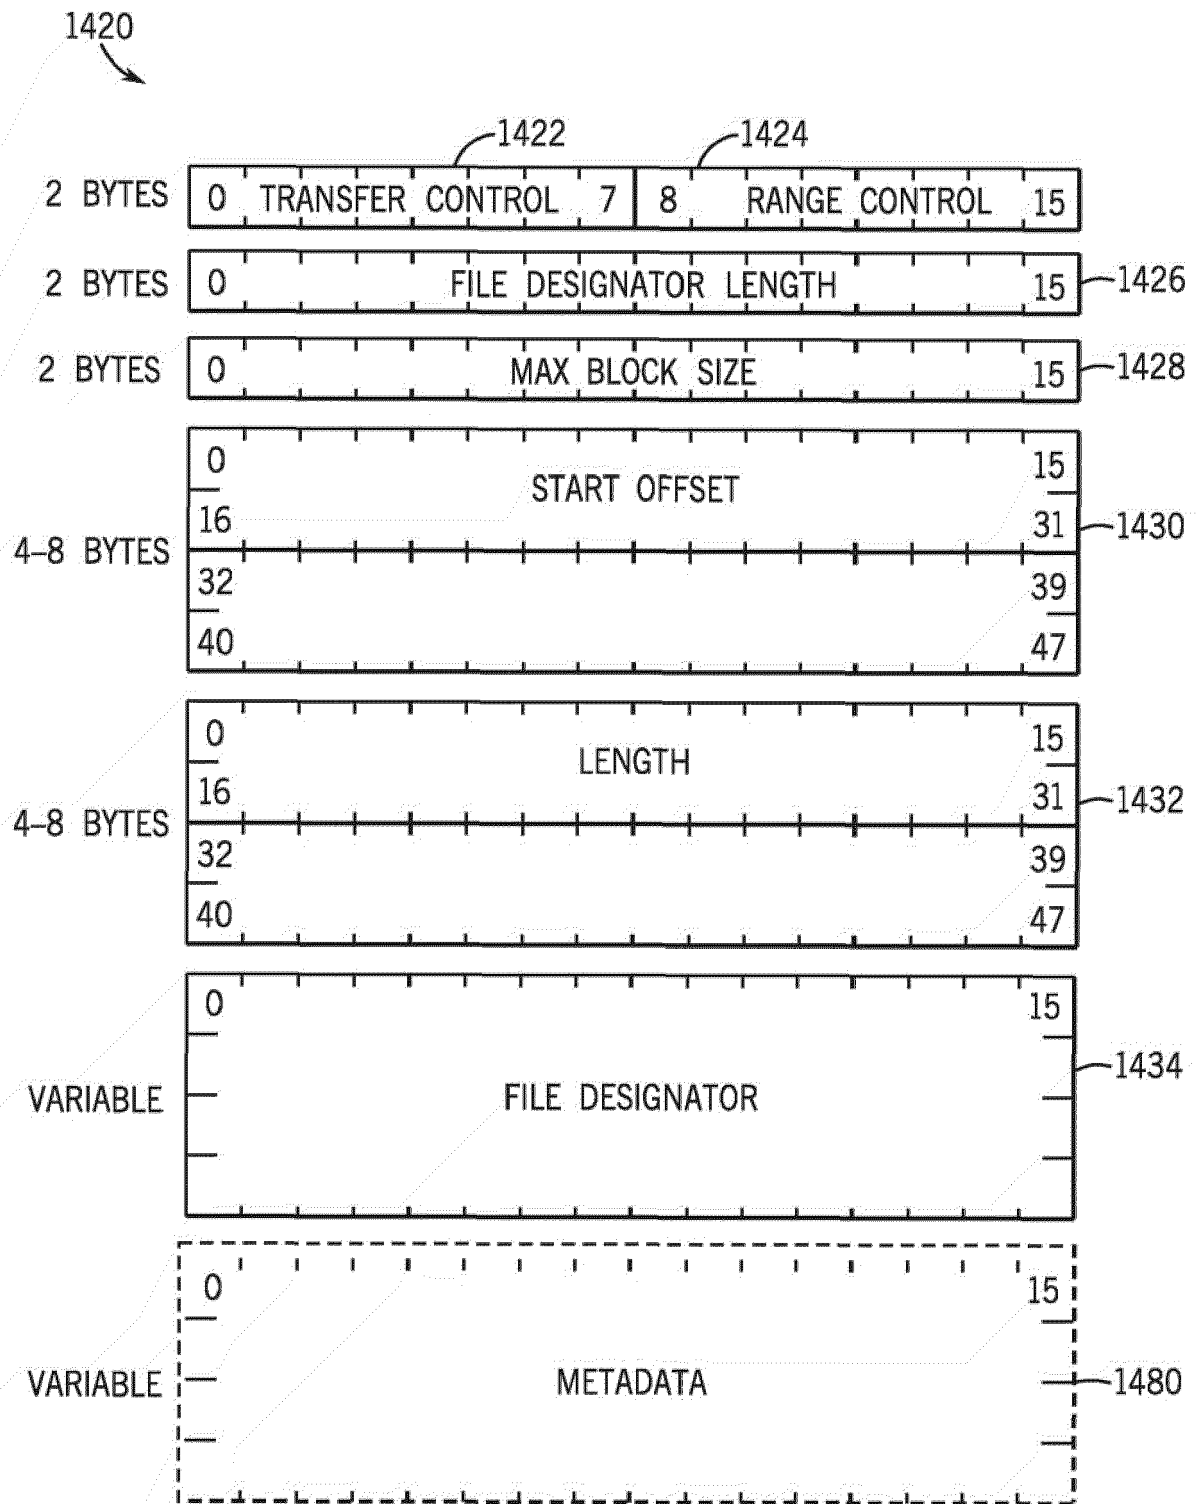 1420
1422 1424
2 BYTES 0 TRANSFER CONTROL 7 8 RANGE CONTROL 15
2 BYTES 0 FILE DESIGNATOR LENGTH 15 1426
2 BYTES 0 MAX BLOCK SIZE 15 1428
0 15
START OFFSET
16 31 1430
4–8 BYTES
32 39
40 47
0 15
LENGTH
16 31 1432
4–8 BYTES
32 39
40 47
0 15
1434
VARIABLE FILE DESIGNATOR
0 15
VARIABLE METADATA 1480